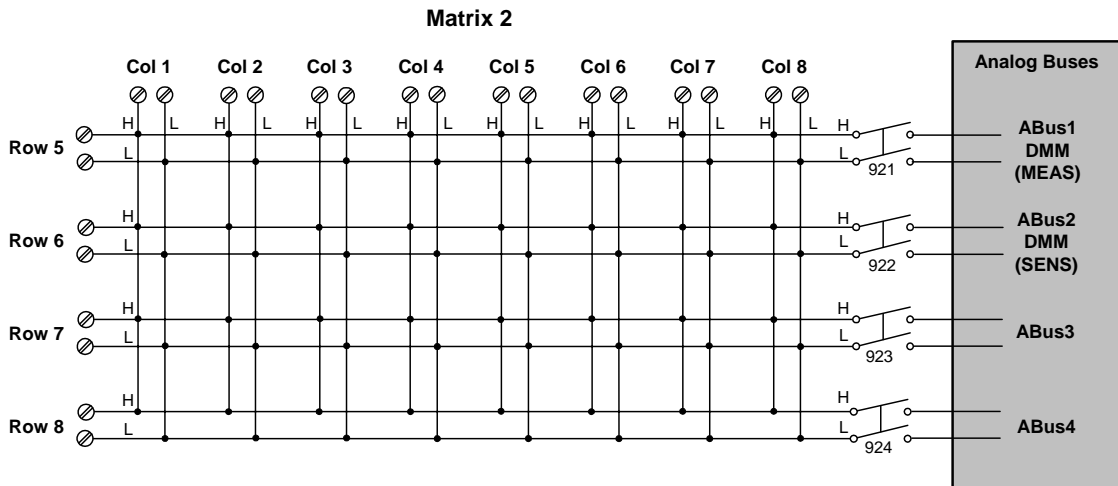 Matrix 2
Col 1 Col 2 Col 3 Col 4 Col 5 Col 6 Col 7 Col 8
Analog Buses
H L H L H L H L H L H L H L H L
Row 5
L
H
L
921
ABus1
DMM
(MEAS)
Row 6
H
L
H
L
922
ABus2
DMM
(SENS)
Row 7
H
L
H
L
923
ABus3
Row 8
H
L
H
L
924
ABus4